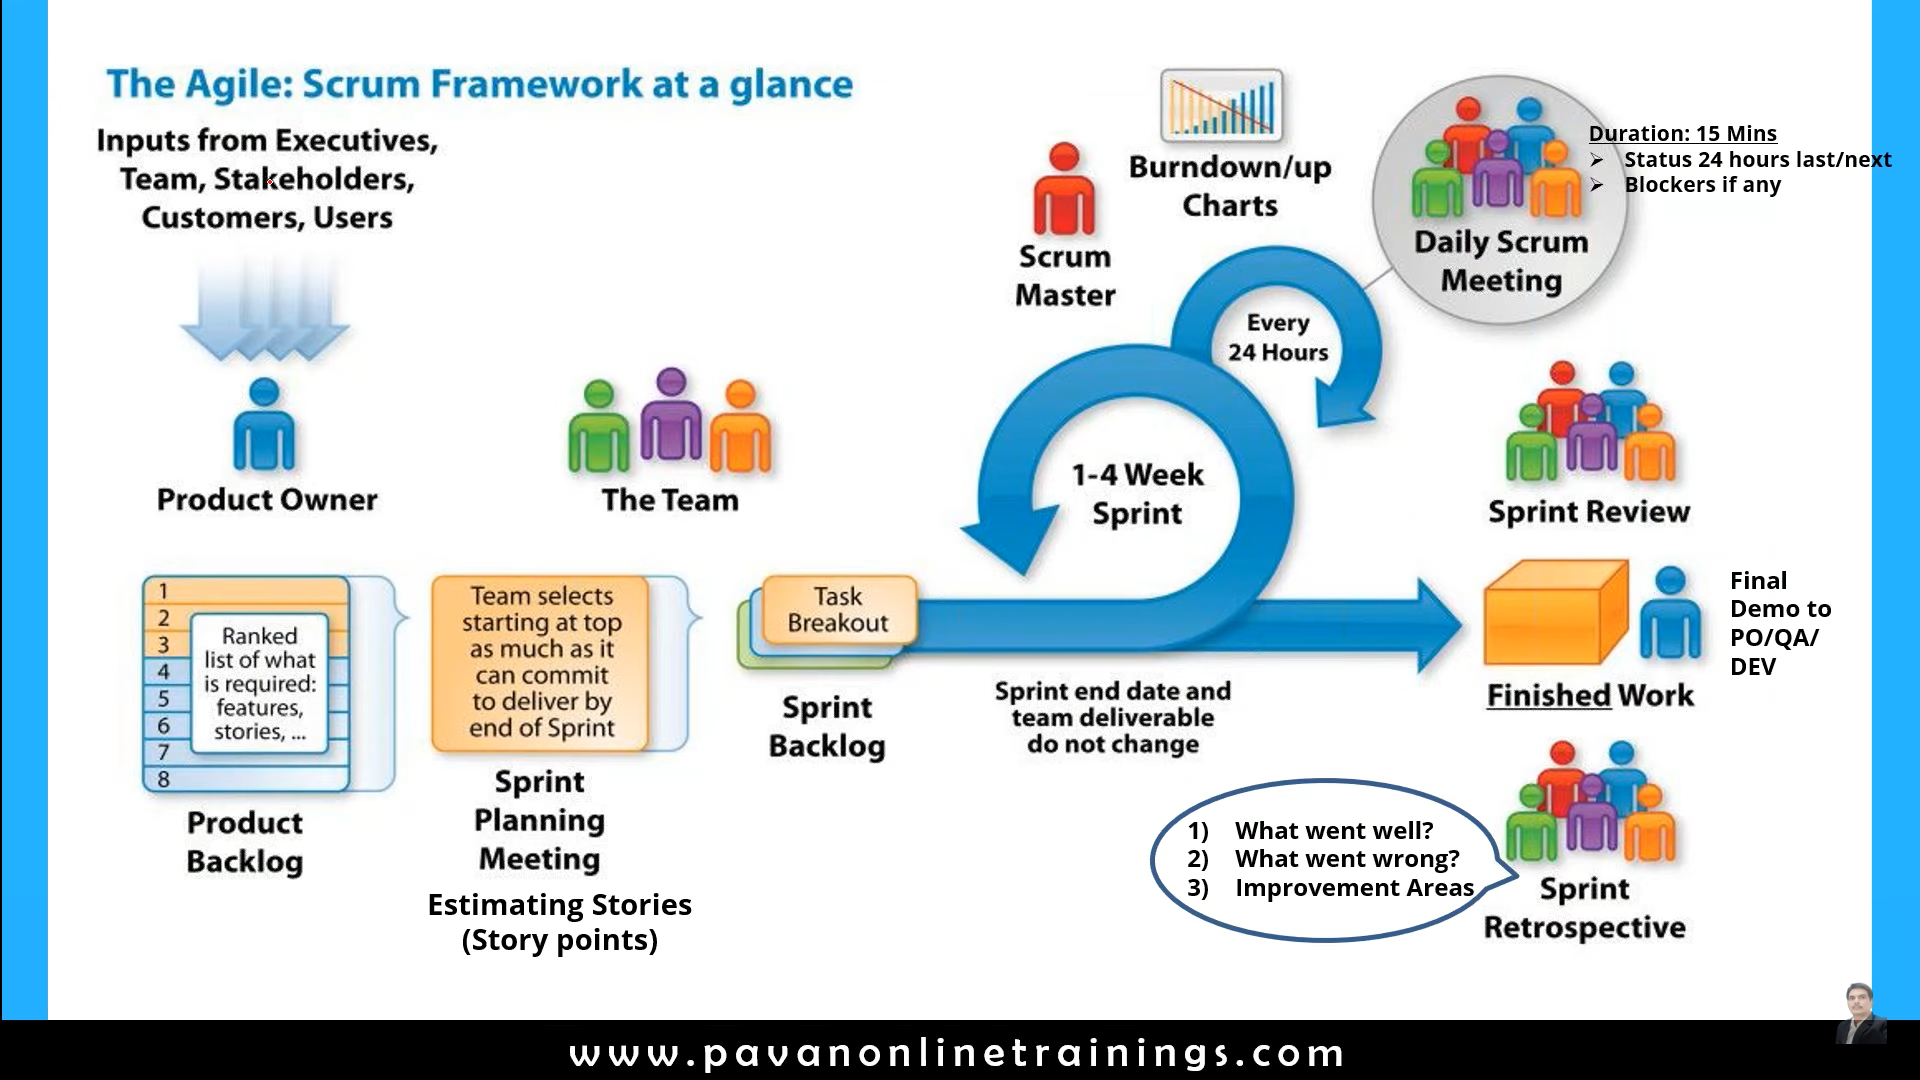 The Agile: Scrum Framework at a glance
Inputs from Executives,
Team, Stakeholders,
Customers, Users
Product Owner
The Team
Scrum
Master
Burndown/up
Charts
Every
24 Hours
1-4 Week
Sprint
Daily Scrum
Meeting
Duration: 15 Mins
➢ Status 24 hours last/next
➢ Blockers if any
Sprint Review
1
2
3
4
5
6
7
8
Ranked
list of what
is required:
features,
stories, ...
Product
Backlog
Team selects
starting at top
as much as it
can commit
to deliver by
end of Sprint
Sprint
Planning
Meeting
Estimating Stories
(Story points)
Task
Breakout
Sprint
Backlog
Sprint end date and
team deliverable
do not change
Finished Work
Final
Demo to
PO/QA/
DEV
1) What went well?
2) What went wrong?
3) Improvement Areas
Sprint
Retrospective
www.pavanonlinetrainings.com